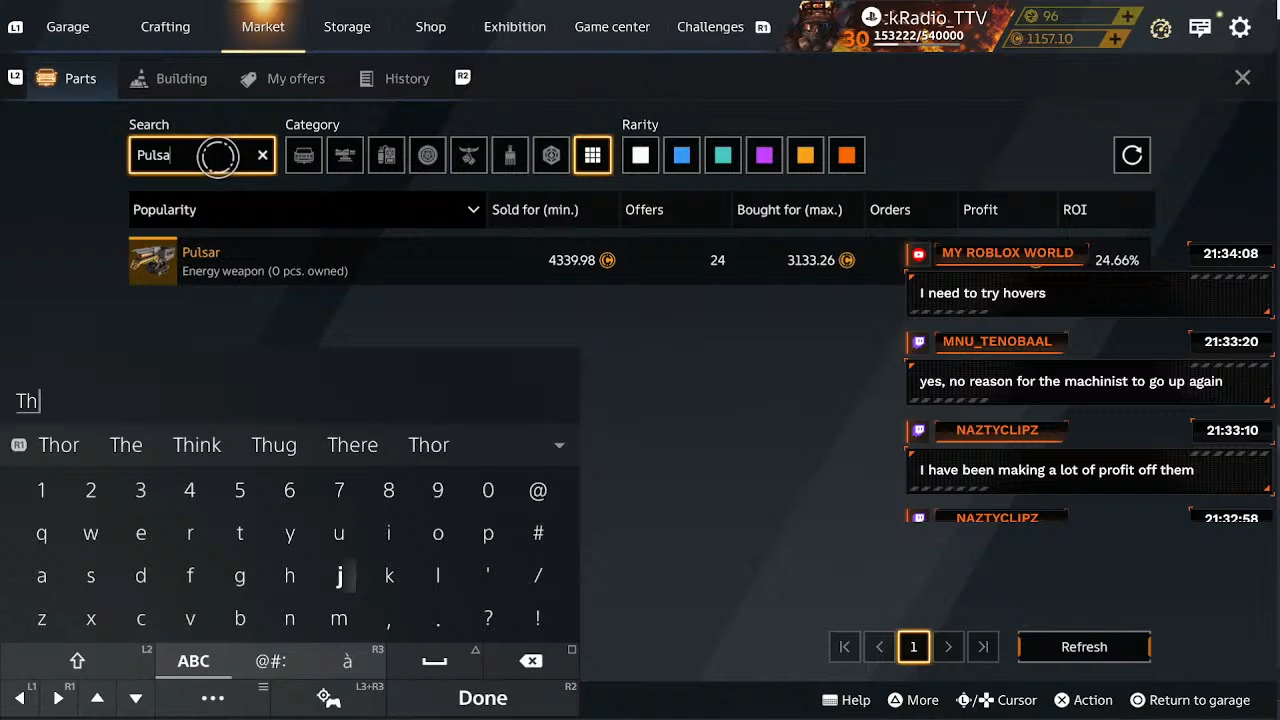 L1 Garage Crafting Market Storage Shop Exhibition Game center Challenges R1
ckRadio_TTV
30 153222/540000
96
1157.10
L2 Parts Building My offers History R2
Search Category Rarity
Pulsa
Popularity Sold for (min.) Offers Bought for (max.) Orders Profit ROI
Pulsar
Energy weapon (0 pcs. owned)
4339.98 24 3133.26 24.66%
MY ROBLOX WORLD 21:34:08
I need to try hovers
MNU_TENOBAAL 21:33:20
yes, no reason for the machinist to go up again
NAZTYCLIPZ 21:33:10
I have been making a lot of profit off them
NAZTYCLIPZ 21:32:58
Th
R1 Thor The Think Thug There Thor
1 2 3 4 5 6 7 8 9 0 @
q w e r t y u i o p #
a s d f g h j k l ' /
z x c v b n m , . ? !
L2 ABC @#: à R3
L1 R1 ••• L3+R3 Done R2
1 Refresh
Help More L/ Cursor Action Return to garage